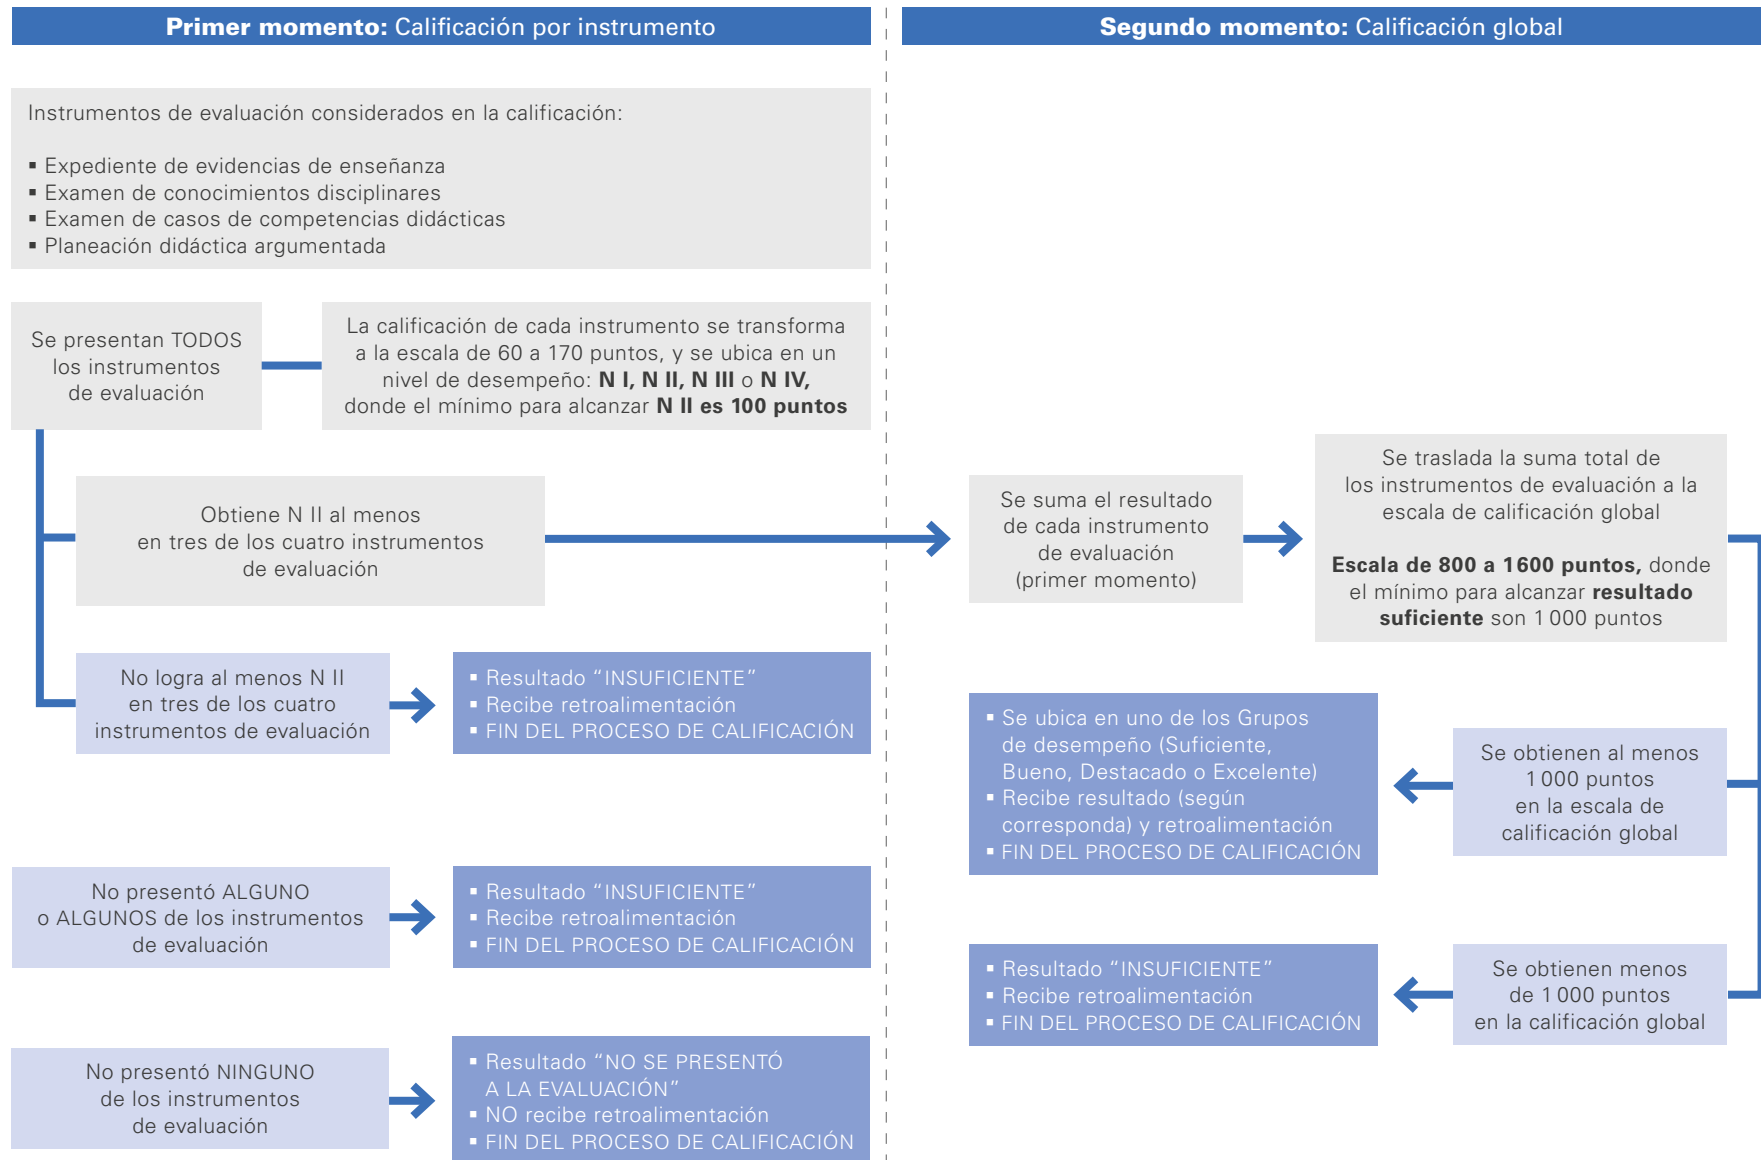 Primer momento: Calificación por instrumento
Instrumentos de evaluación considerados en la calificación:
▪ Expediente de evidencias de enseñanza
▪ Examen de conocimientos disciplinares
▪ Examen de casos de competencias didácticas
▪ Planeación didáctica argumentada
Se presentan TODOS
los instrumentos
de evaluación
La calificación de cada instrumento se transforma
a la escala de 60 a 170 puntos, y se ubica en un
nivel de desempeño: N I, N II, N III o N IV,
donde el mínimo para alcanzar N II es 100 puntos
Obtiene N II al menos
en tres de los cuatro instrumentos
de evaluación
No logra al menos N II
en tres de los cuatro
instrumentos de evaluación
▪ Resultado “INSUFICIENTE”
▪ Recibe retroalimentación
▪ FIN DEL PROCESO DE CALIFICACIÓN
No presentó ALGUNO
o ALGUNOS de los instrumentos
de evaluación
▪ Resultado “INSUFICIENTE”
▪ Recibe retroalimentación
▪ FIN DEL PROCESO DE CALIFICACIÓN
No presentó NINGUNO
de los instrumentos
de evaluación
▪ Resultado “NO SE PRESENTÓ
A LA EVALUACIÓN”
▪ NO recibe retroalimentación
▪ FIN DEL PROCESO DE CALIFICACIÓN
Segundo momento: Calificación global
Se suma el resultado
de cada instrumento
de evaluación
(primer momento)
Se traslada la suma total de
los instrumentos de evaluación a la
escala de calificación global
Escala de 800 a 1600 puntos, donde
el mínimo para alcanzar resultado
suficiente son 1 000 puntos
▪ Se ubica en uno de los Grupos
de desempeño (Suficiente,
Bueno, Destacado o Excelente)
▪ Recibe resultado (según
corresponda) y retroalimentación
▪ FIN DEL PROCESO DE CALIFICACIÓN
Se obtienen al menos
1 000 puntos
en la escala de
calificación global
▪ Resultado “INSUFICIENTE”
▪ Recibe retroalimentación
▪ FIN DEL PROCESO DE CALIFICACIÓN
Se obtienen menos
de 1 000 puntos
en la calificación global